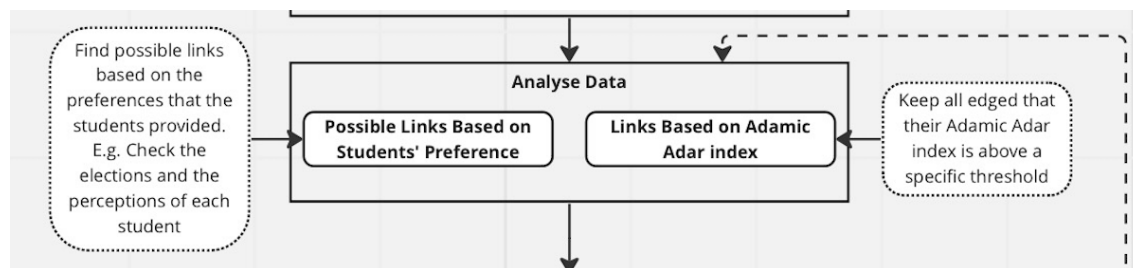 Find possible links
based on the
preferences that the
students provided.
E.g. Check the
elections and the
perceptions of each
student
Analyse Data
Possible Links Based on
Students' Preference
Links Based on Adamic
Adar index
Keep all edged that
their Adamic Adar
index is above a
specific threshold